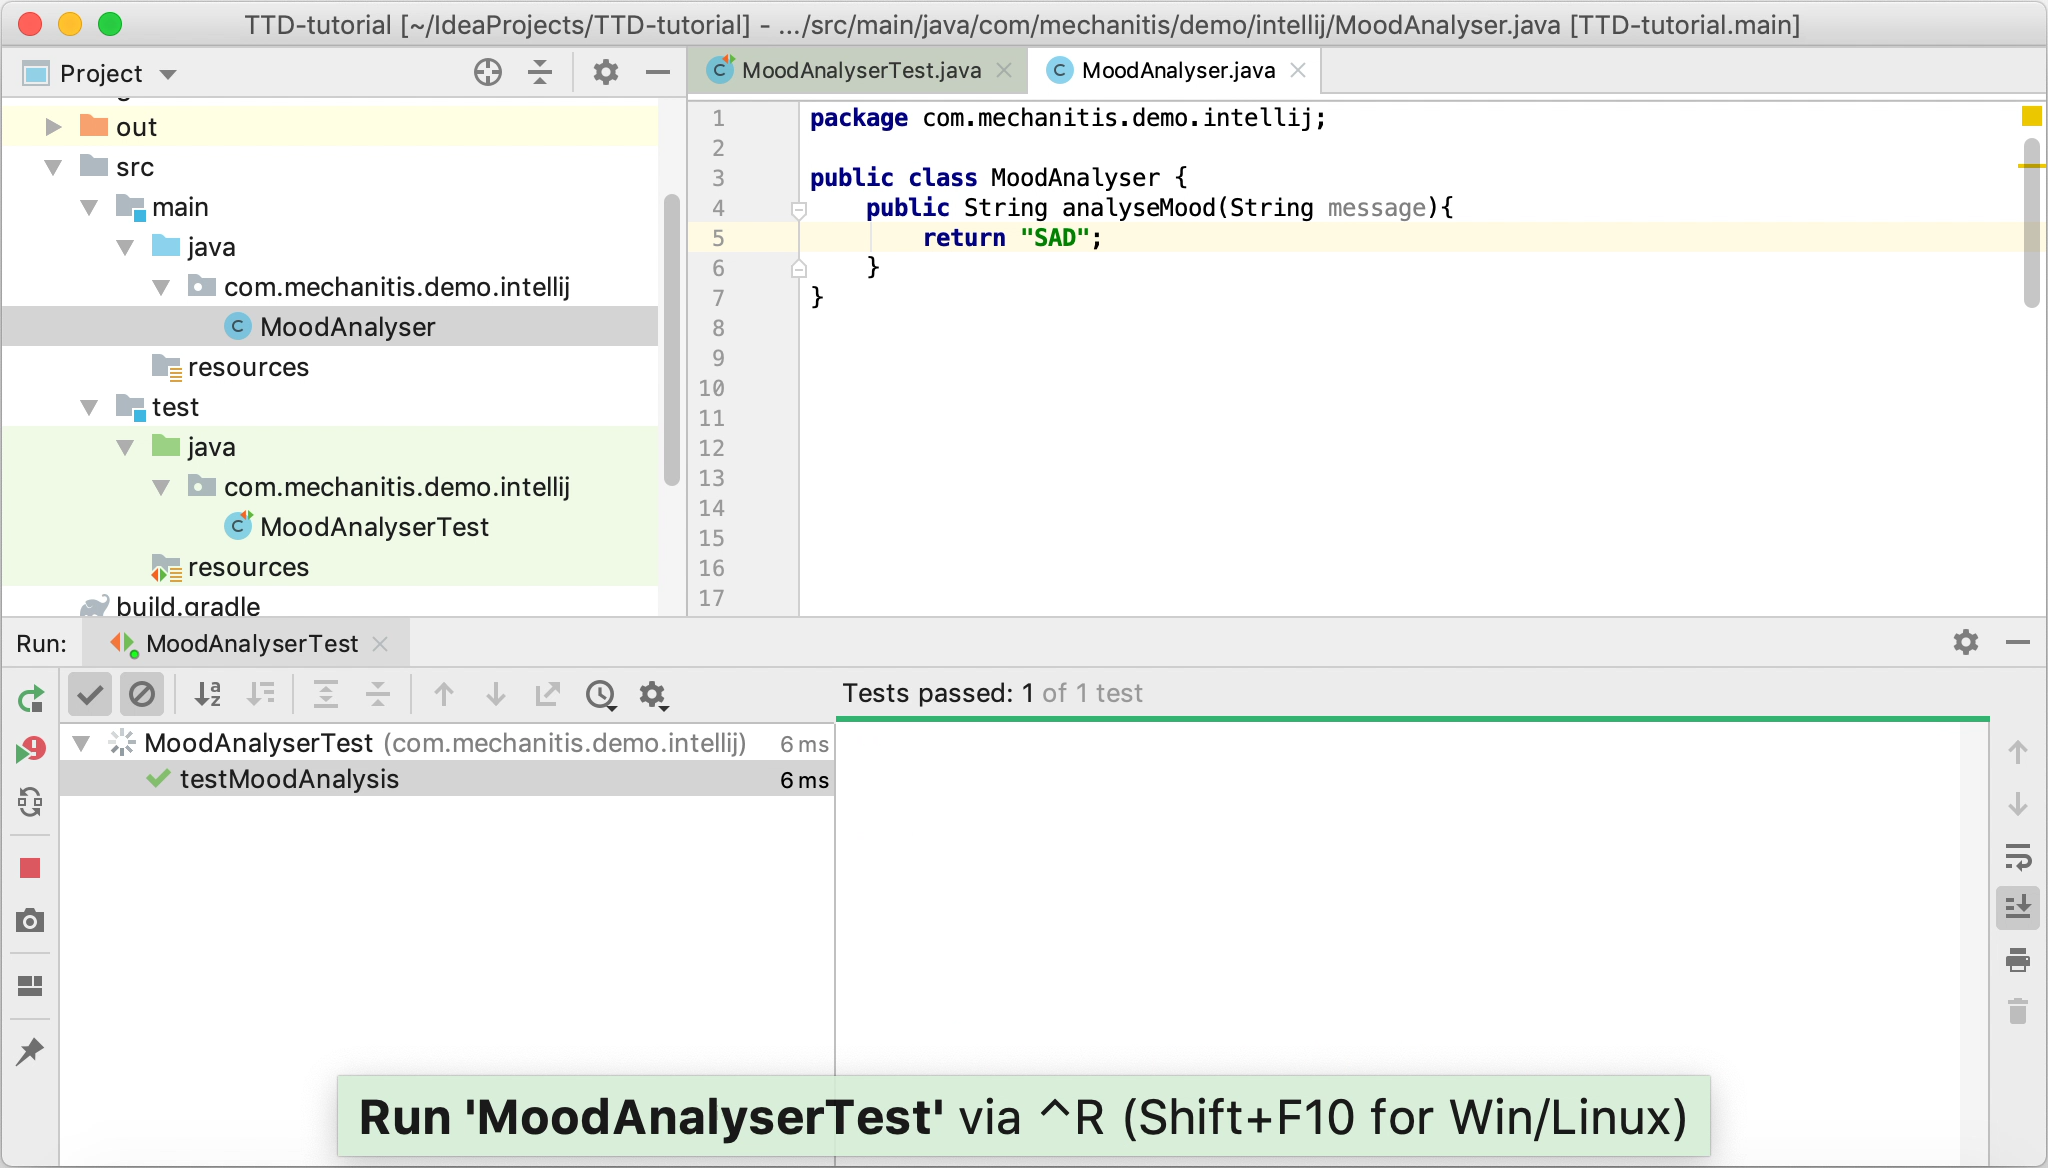 TTD-tutorial [~/IdeaProjects/TTD-tutorial] - .../src/main/java/com/mechanitis/demo/intellij/MoodAnalyser.java [TTD-tutorial.main]
Project
out
src
main
java
com.mechanitis.demo.intellij
MoodAnalyser
resources
test
java
com.mechanitis.demo.intellij
MoodAnalyserTest
resources
build.gradle
MoodAnalyserTest.java MoodAnalyser.java
1 package com.mechanitis.demo.intellij;
2
3 public class MoodAnalyser {
4 public String analyseMood(String message){
5 return "SAD";
6 }
7 }
8
9
10
11
12
13
14
15
16
17
Run: MoodAnalyserTest
Tests passed: 1 of 1 test
MoodAnalyserTest (com.mechanitis.demo.intellij) 6 ms
testMoodAnalysis 6 ms
Run 'MoodAnalyserTest' via ^R (Shift+F10 for Win/Linux)